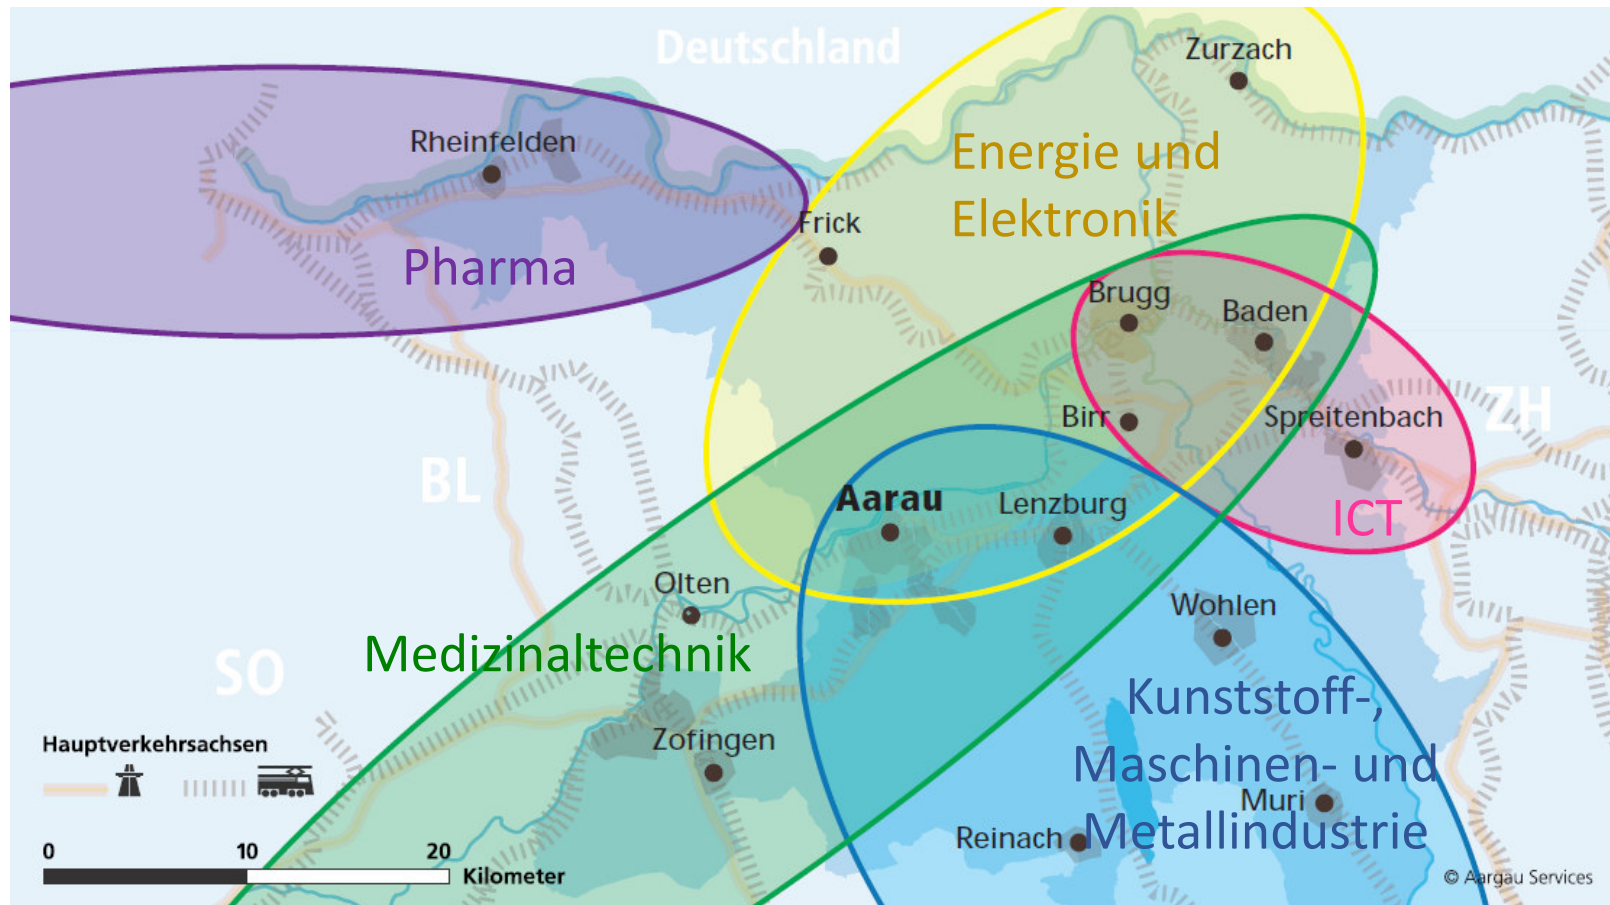 Deutschland
Zurzach
Rheinfelden
Energie und
Elektronik
Frick
Pharma
Brugg
Baden
Birr
Spreitenbach
ZH
BL
Aarau
Lenzburg
ICT
Olten
Wohlen
Medizinaltechnik
SO
Kunststoff-,
Maschinen- und
Metallindustrie
Hauptverkehrsachsen
Zofingen
Muri
Reinach
0 10 20
Kilometer
© Aargau Services